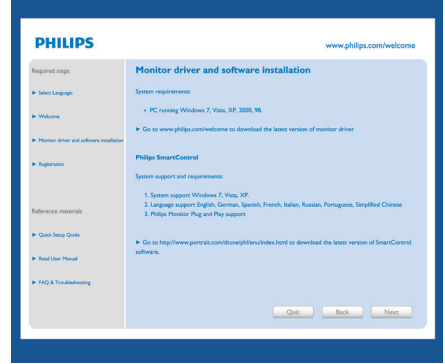 PHILIPS
www.philips.com/welcome
Required steps
► Select Language:
► Welcome
► Monitor driver and software installation
► Registration
Reference materials
► Quick Setup Guide
► Read User Manual
► FAQ & Troubleshooting
Monitor driver and software installation
System requirements:
• PC running Windows 7, Vista, XP, 2000, 98.
► Go to www.philips.com/welcome to download the latest version of monitor driver
Philips SmartControl
System support and requirements:
1. System support Windows 7, Vista, XP.
2. Language support English, German, Spanish, French, Italian, Russian, Portuguese, Simplified Chinese
3. Philips Monitor Plug and Play support
► Go to http://www.portrait.com/dtune/phl/enu/index.html to download the latest version of SmartControl
software.
Quit
Back
Next